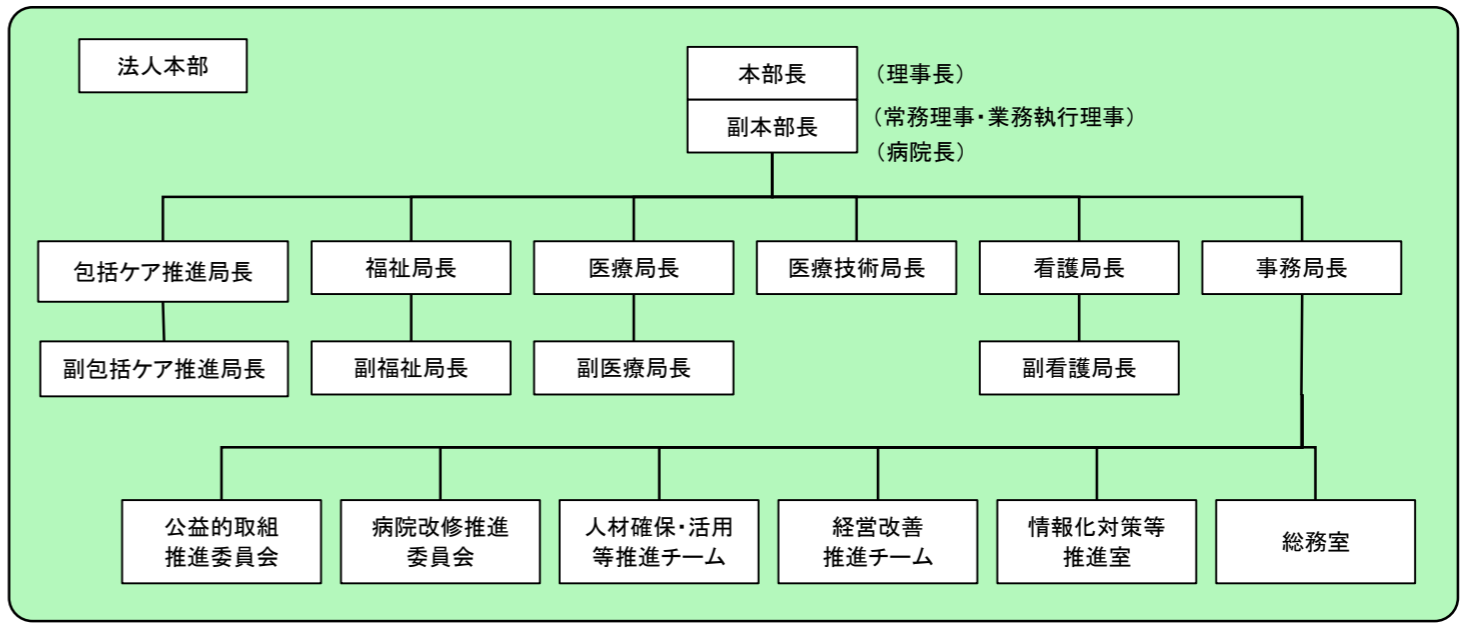 法人本部
本部長
（理事長）
副本部長
（常務理事・業務執行理事）
（病院長）
包括ケア推進局長
福祉局長
医療局長
医療技術局長
看護局長
事務局長
副包括ケア推進局長
副福祉局長
副医療局長
副看護局長
公益的取組
推進委員会
病院改修推進
委員会
人材確保・活用
等推進チーム
経営改善
推進チーム
情報化対策等
推進室
総務室